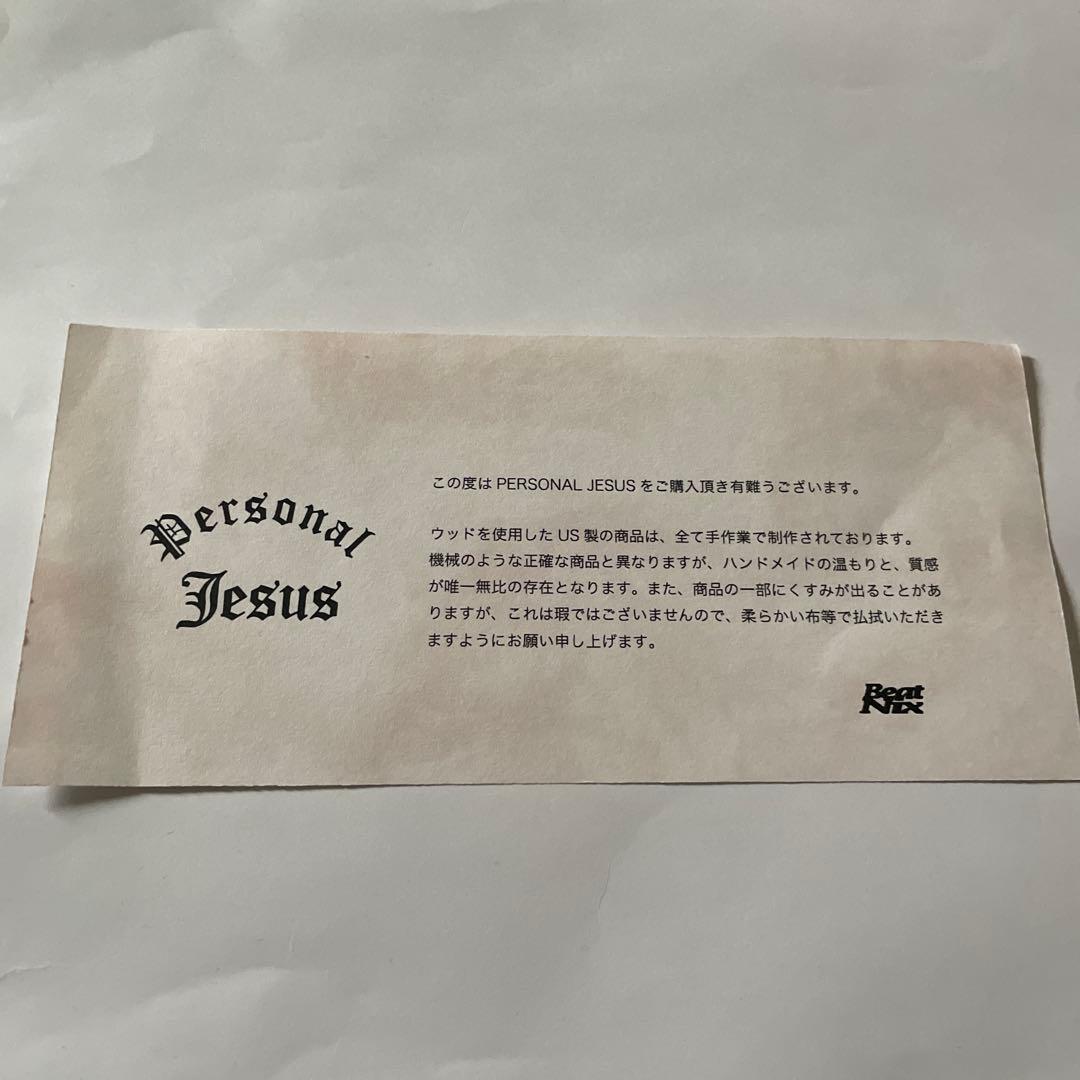 Personal
Jesus
この度は PERSONAL JESUS をご購入頂き有難うございます。
ウッドを使用した US 製の商品は、全て手作業で制作されております。
機械のような正確な商品と異なりますが、ハンドメイドの温もりと、質感
が唯一無比の存在となります。また、商品の一部にくすみが出ることがあ
りますが、これは瑕ではございませんので、柔らかい布等で払拭いただき
ますようにお願い申し上げます。
Beat
Nix